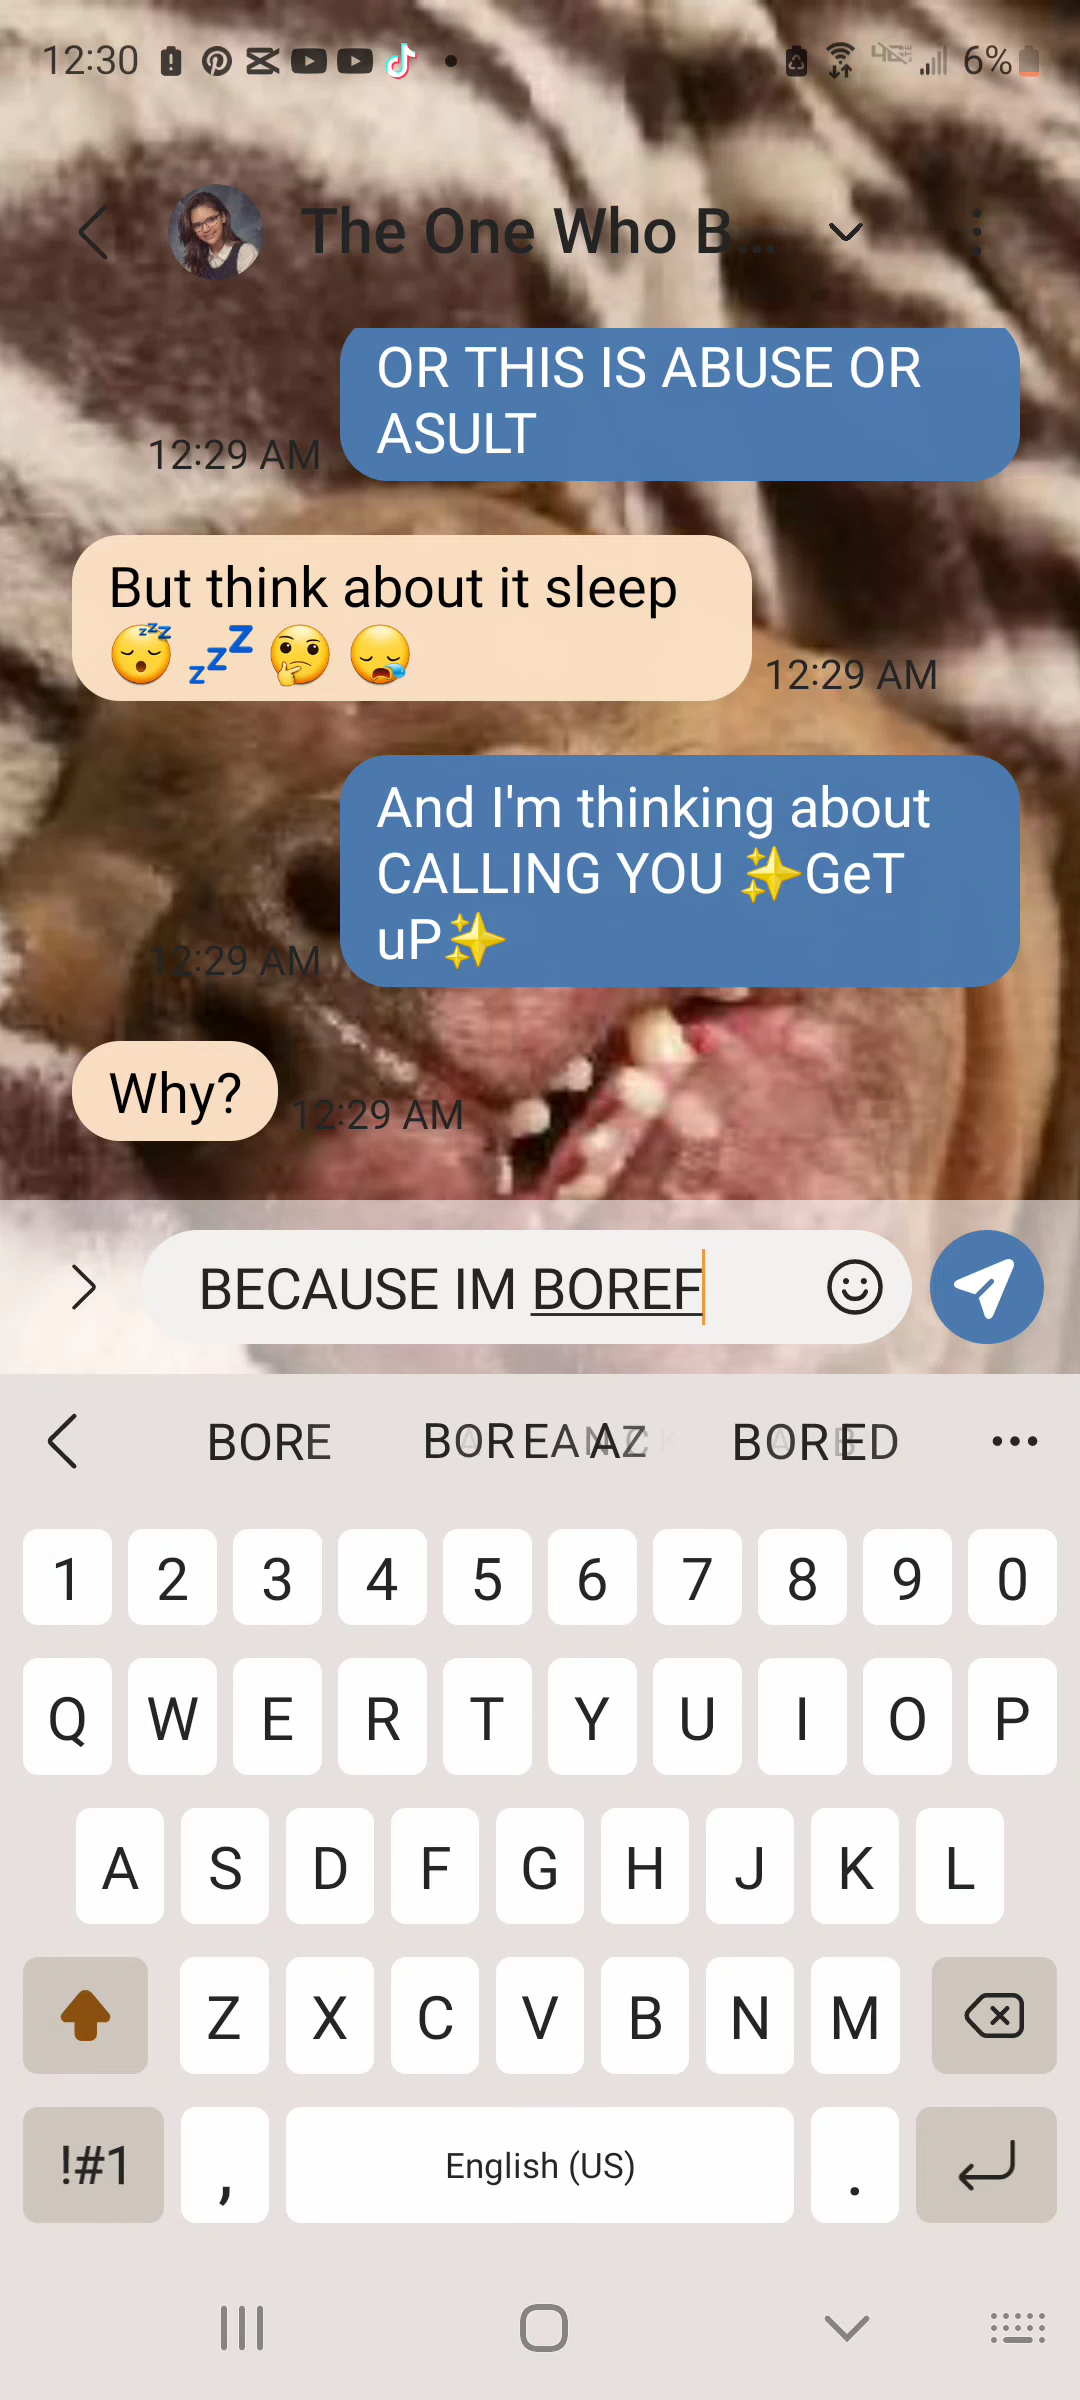 12:30 6%
The One Who B...
OR THIS IS ABUSE OR
ASULT
12:29 AM
But think about it sleep
😴 💤 🤔 😪
12:29 AM
And I'm thinking about
CALLING YOU ✨GeT
uP✨
12:29 AM
Why?
12:29 AM
BECAUSE IM BOREF
BORE BORED
1 2 3 4 5 6 7 8 9 0
Q W E R T Y U I O P
A S D F G H J K L
Z X C V B N M
!#1 , English (US) .